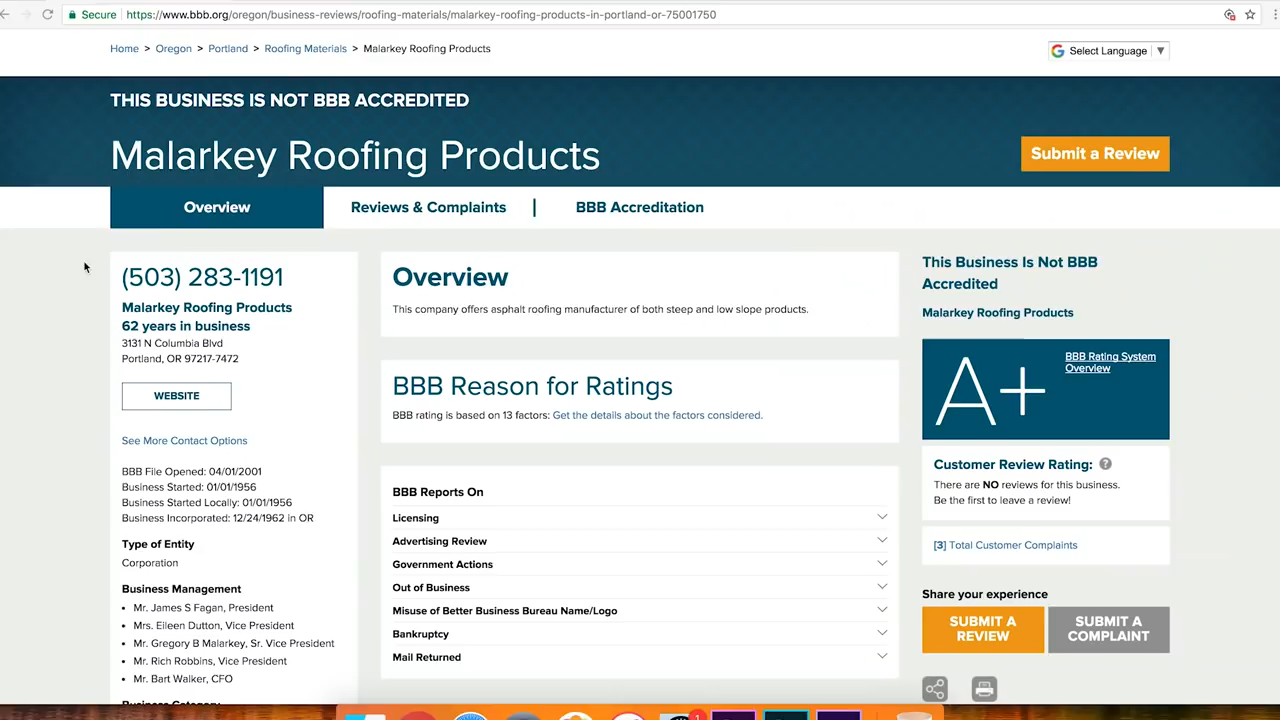 Secure https://www.bbb.org/oregon/business-reviews/roofing-materials/malarkey-roofing-products-in-portland-or-75001750
Home > Oregon > Portland > Roofing Materials > Malarkey Roofing Products
Select Language ▼
THIS BUSINESS IS NOT BBB ACCREDITED
Malarkey Roofing Products
Submit a Review
Overview
Reviews & Complaints
BBB Accreditation
(503) 283-1191
Malarkey Roofing Products
62 years in business
3131 N Columbia Blvd
Portland, OR 97217-7472
WEBSITE
See More Contact Options
BBB File Opened: 04/01/2001
Business Started: 01/01/1956
Business Started Locally: 01/01/1956
Business Incorporated: 12/24/1962 in OR
Type of Entity
Corporation
Business Management
• Mr. James S Fagan, President
• Mrs. Eileen Dutton, Vice President
• Mr. Gregory B Malarkey, Sr. Vice President
• Mr. Rich Robbins, Vice President
• Mr. Bart Walker, CFO
Overview
This company offers asphalt roofing manufacturer of both steep and low slope products.
BBB Reason for Ratings
BBB rating is based on 13 factors: Get the details about the factors considered.
BBB Reports On
Licensing
Advertising Review
Government Actions
Out of Business
Misuse of Better Business Bureau Name/Logo
Bankruptcy
Mail Returned
This Business Is Not BBB
Accredited
Malarkey Roofing Products
A+
BBB Rating System
Overview
Customer Review Rating: ?
There are NO reviews for this business.
Be the first to leave a review!
[3] Total Customer Complaints
Share your experience
SUBMIT A
REVIEW
SUBMIT A
COMPLAINT
1